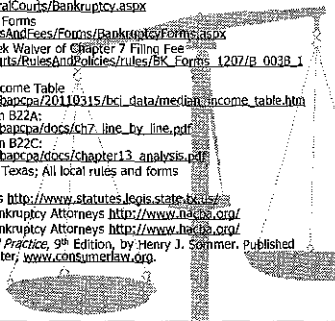 ralCourts/Bankruptcy.aspx
Forms
sAndFees/Forms/BankruptcyForms.aspx
ek Waiver of Chapter 7 Filing Fee
urts/RulesAndPolicies/rules/BK_Forms_1207/B_003B_1
come Table
bapcpa/20110315/bci_data/median_income_table.htm
n B22A:
bapcpa/docs/ch7_line_by_line.pdf
n B22C:
bapcpa/docs/chapter13_analysis.pdf
Texas; All local rules and forms
s http://www.statutes.legis.state.tx.us/
nkruptcy Attorneys http://www.nacba.org/
nkruptcy Attorneys http://www.nacba.org/
Practice, 9th Edition, by Henry J. Sommer. Published
ter, www.consumerlaw.org.